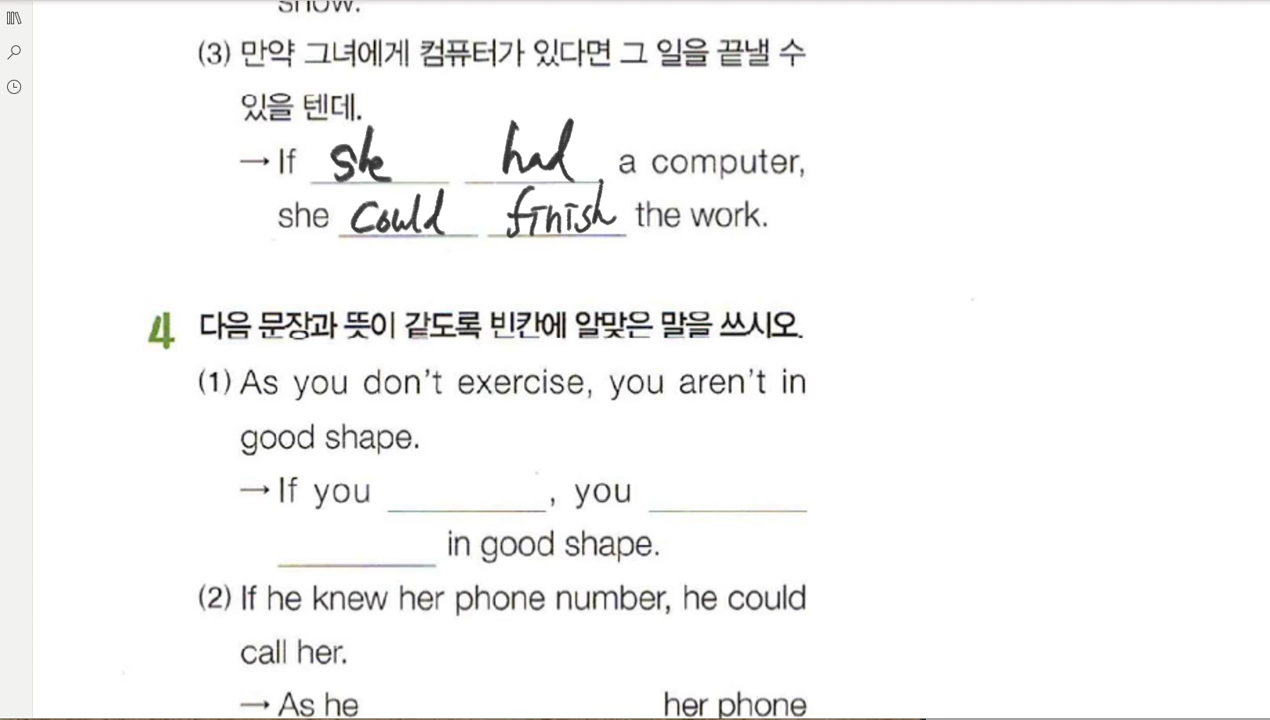 (3) 만약 그녀에게 컴퓨터가 있다면 그 일을 끝낼 수
있을 텐데.
→ If she had a computer,
she could finish the work.
4 다음 문장과 뜻이 같도록 빈칸에 알맞은 말을 쓰시오.
(1) As you don't exercise, you aren't in
good shape.
→ If you ________, you ________
________ in good shape.
(2) If he knew her phone number, he could
call her.
→ As he her phone